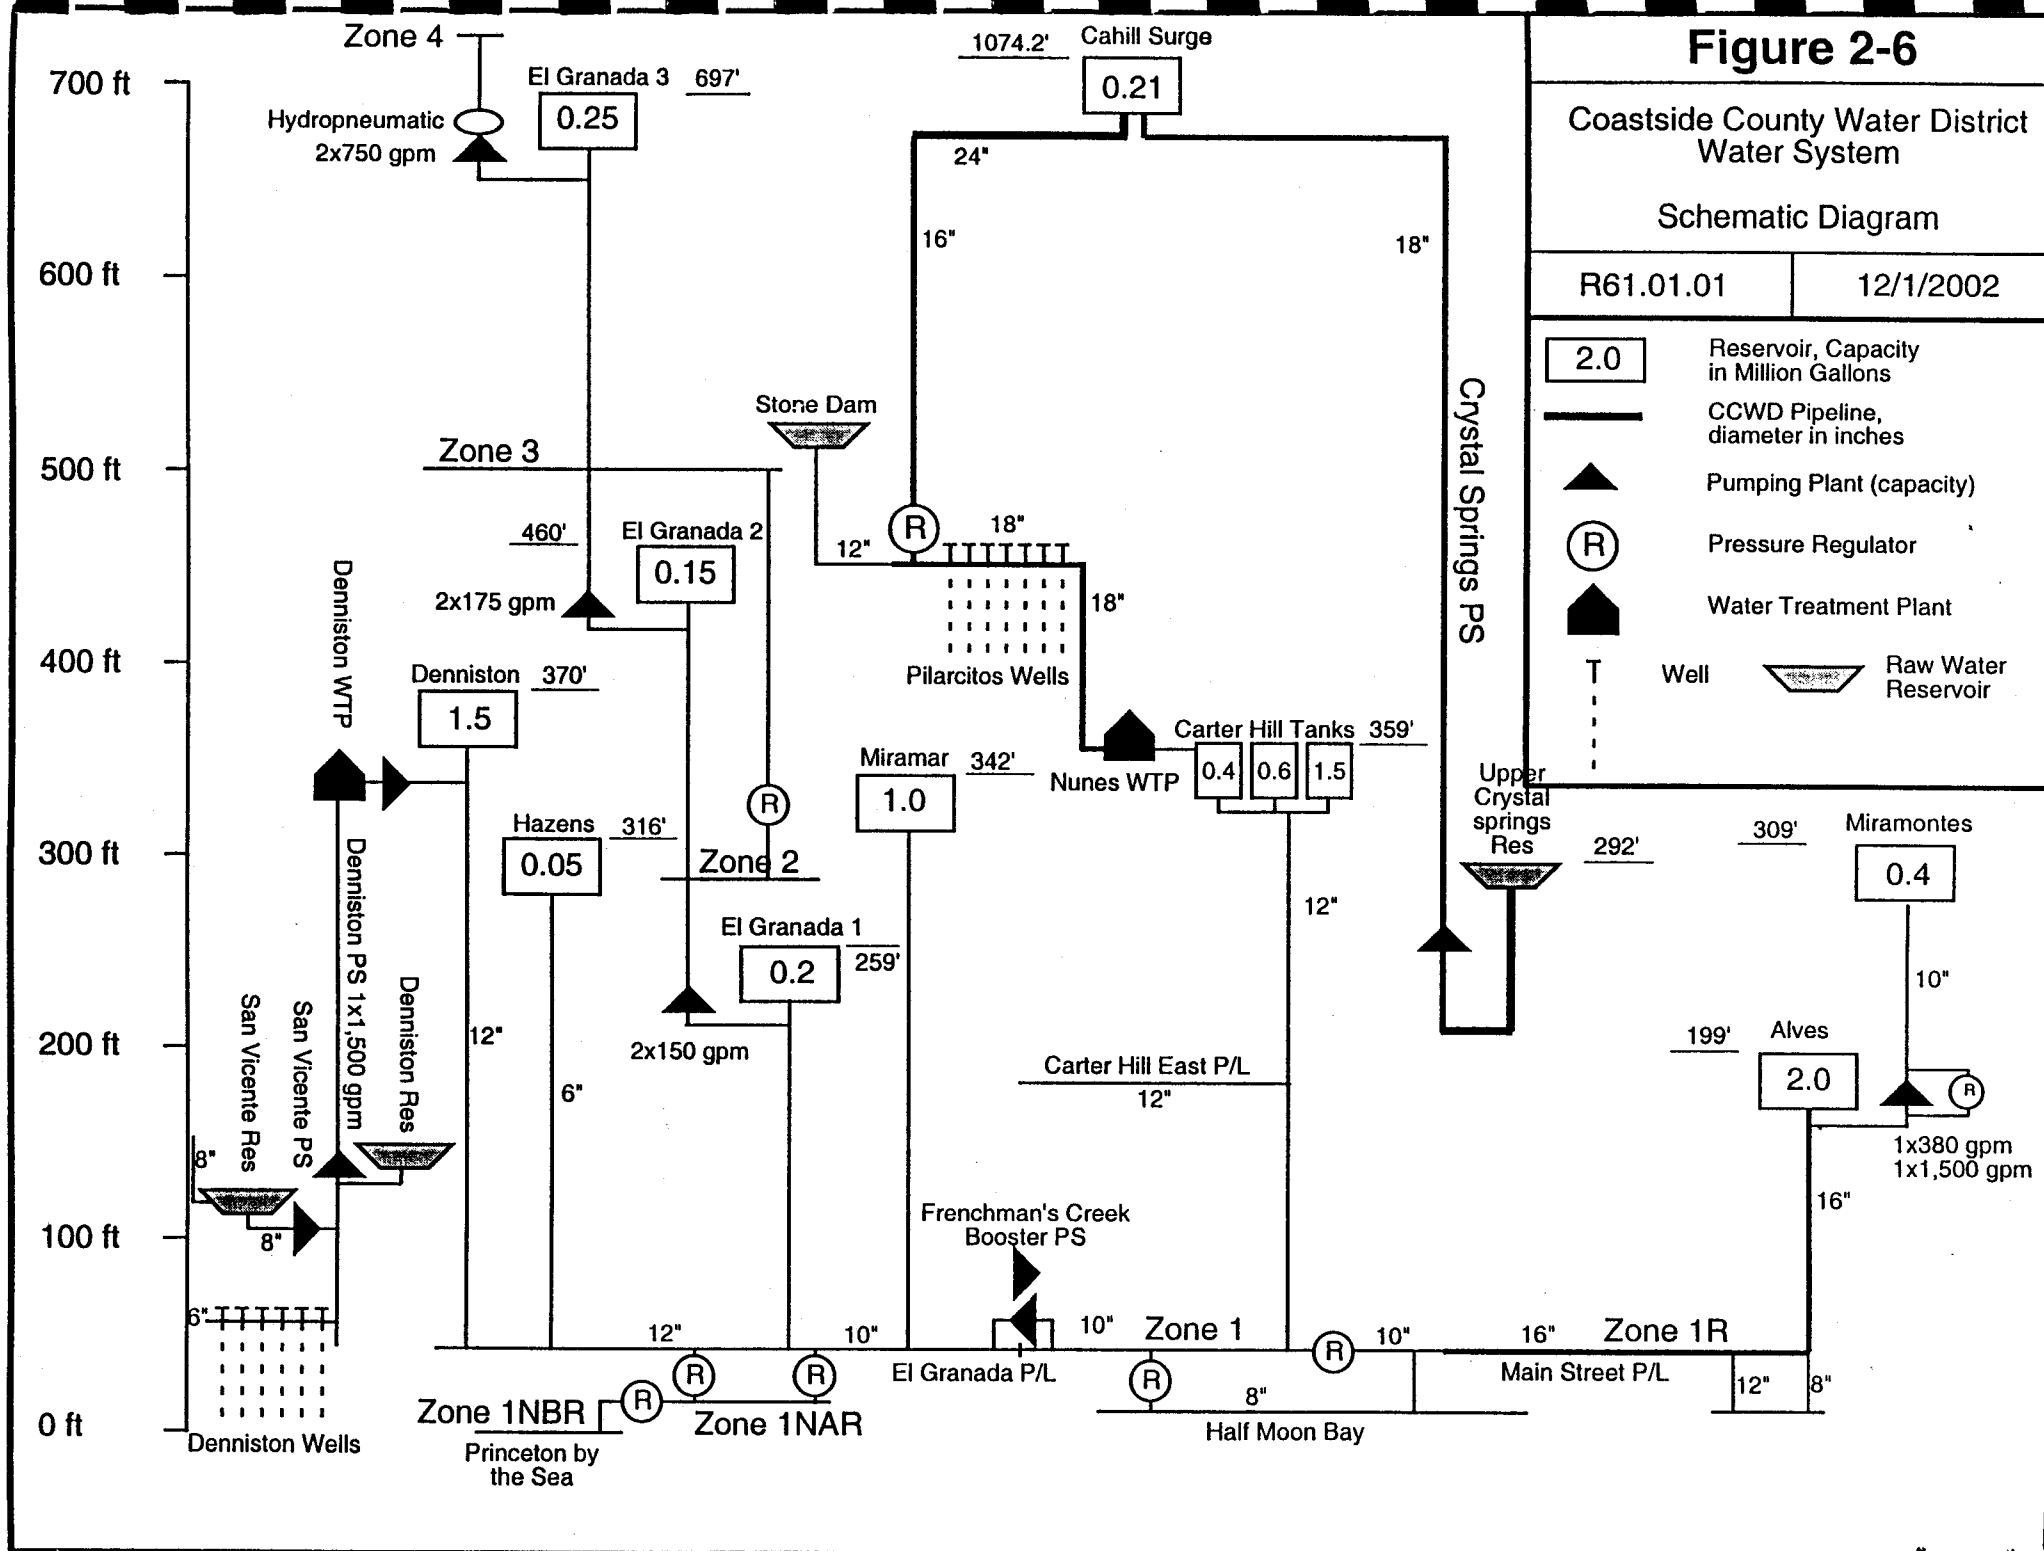 Figure 2-6
Coastside County Water District
Water System
Schematic Diagram
R61.01.01
12/1/2002
2.0
Reservoir, Capacity
in Million Gallons
CCWD Pipeline,
diameter in inches
Pumping Plant (capacity)
R
Pressure Regulator
Water Treatment Plant
Well
Raw Water
Reservoir
700 ft
600 ft
500 ft
400 ft
300 ft
200 ft
100 ft
0 ft
Zone 4
Hydropneumatic
2x750 gpm
El Granada 3
697'
0.25
1074.2'
Cahill Surge
0.21
24"
16"
18"
Crystal Springs PS
Stone Dam
Zone 3
460'
El Granada 2
0.15
2x175 gpm
12"
R
18"
18"
Pilarcitos Wells
Denniston WTP
Denniston
370'
1.5
Nunes WTP
Carter Hill Tanks
359'
0.4
0.6
1.5
Miramar
342'
1.0
R
Hazens
316'
0.05
Zone 2
Upper
Crystal
springs
Res
292'
309'
Miramontes
0.4
12"
10"
El Granada 1
259'
0.2
2x150 gpm
Denniston PS 1x1,500 gpm
Denniston Res
San Vicente Res
San Vicente PS
8"
8"
12"
6"
Carter Hill East P/L
12"
199'
Alves
2.0
R
1x380 gpm
1x1,500 gpm
16"
Frenchman's Creek
Booster PS
6"
Denniston Wells
12"
10"
10"
Zone 1
R
10"
16"
Zone 1R
El Granada P/L
Main Street P/L
R
R
R
R
8"
12"
8"
Zone 1NBR
Zone 1NAR
Half Moon Bay
Princeton by
the Sea